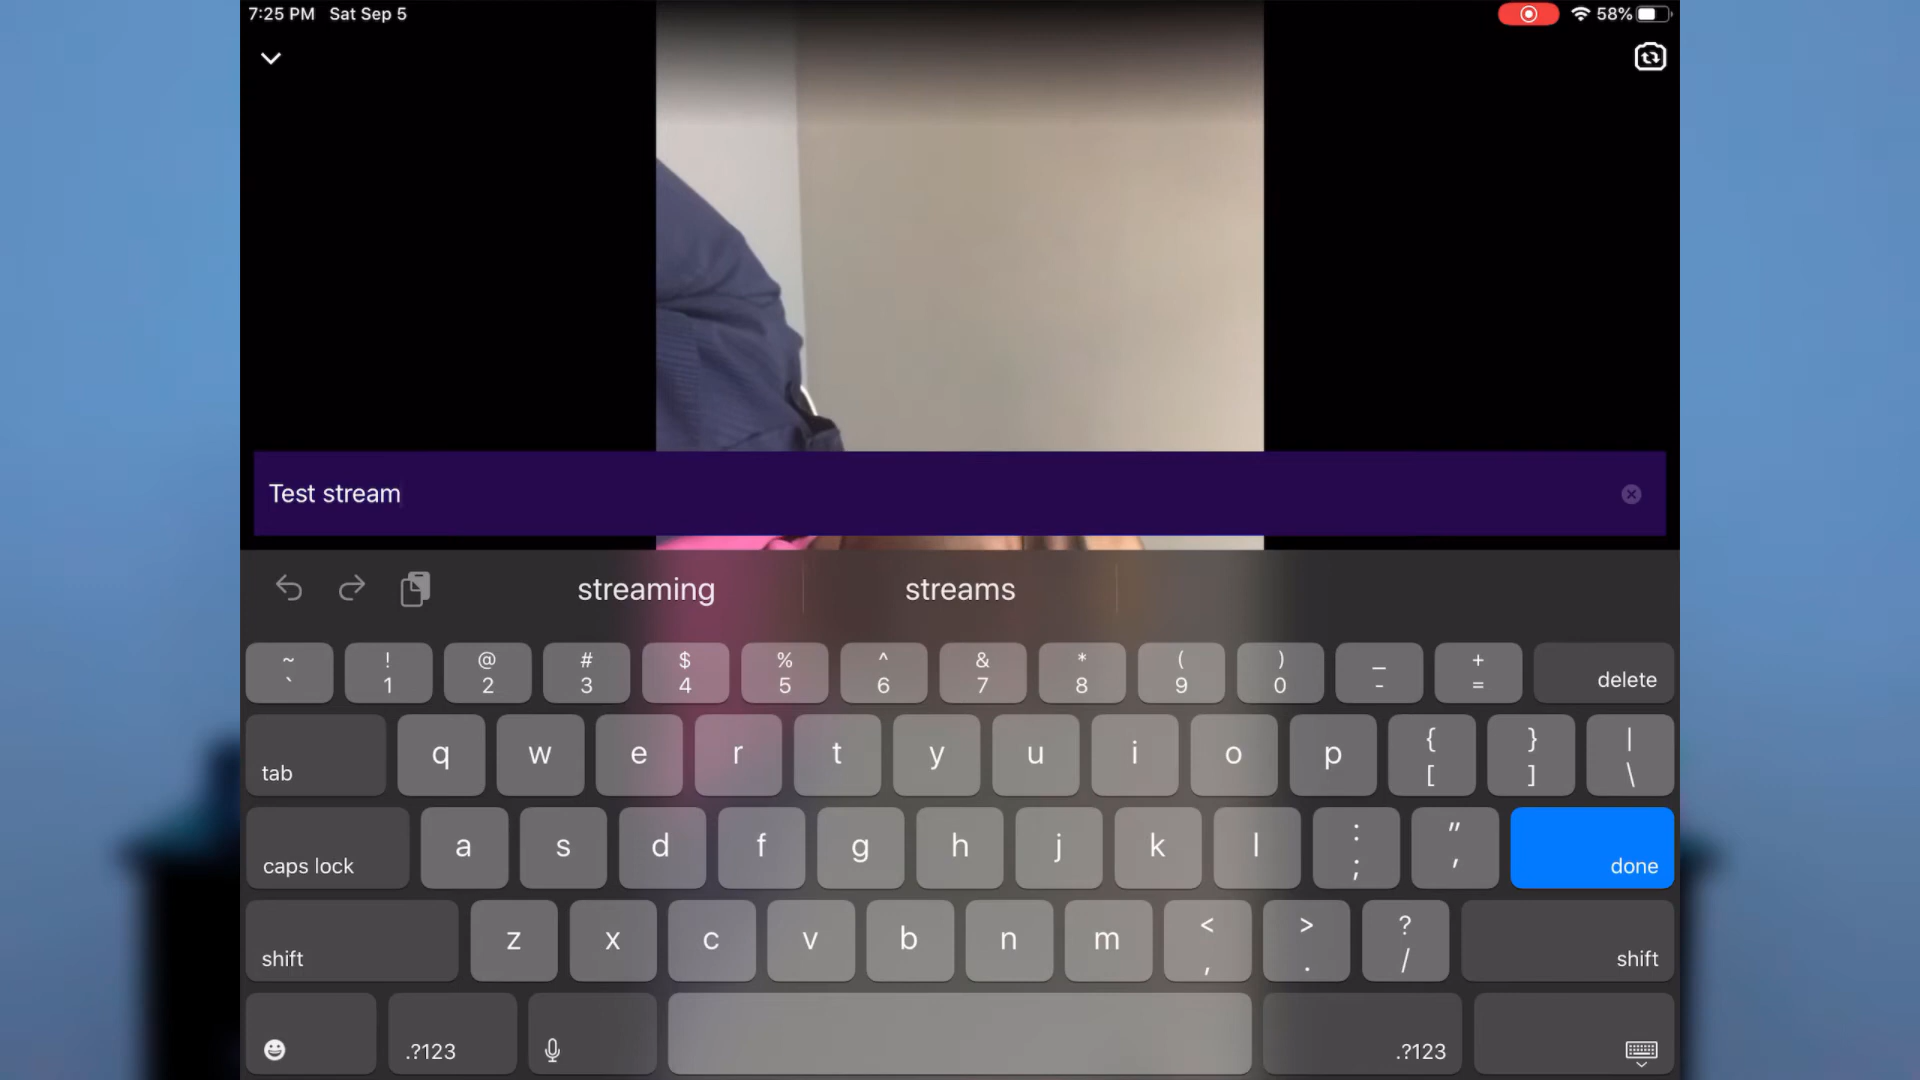 7:25 PM Sat Sep 5 58%
Test stream
streaming streams
~ ! @ # $ % ^ & * ( ) _ +
` 1 2 3 4 5 6 7 8 9 0 - = delete
tab q w e r t y u i o p { [ } ] | \
caps lock a s d f g h j k l : ; " ' done
shift z x c v b n m < , > . ? / shift
.?123 .?123